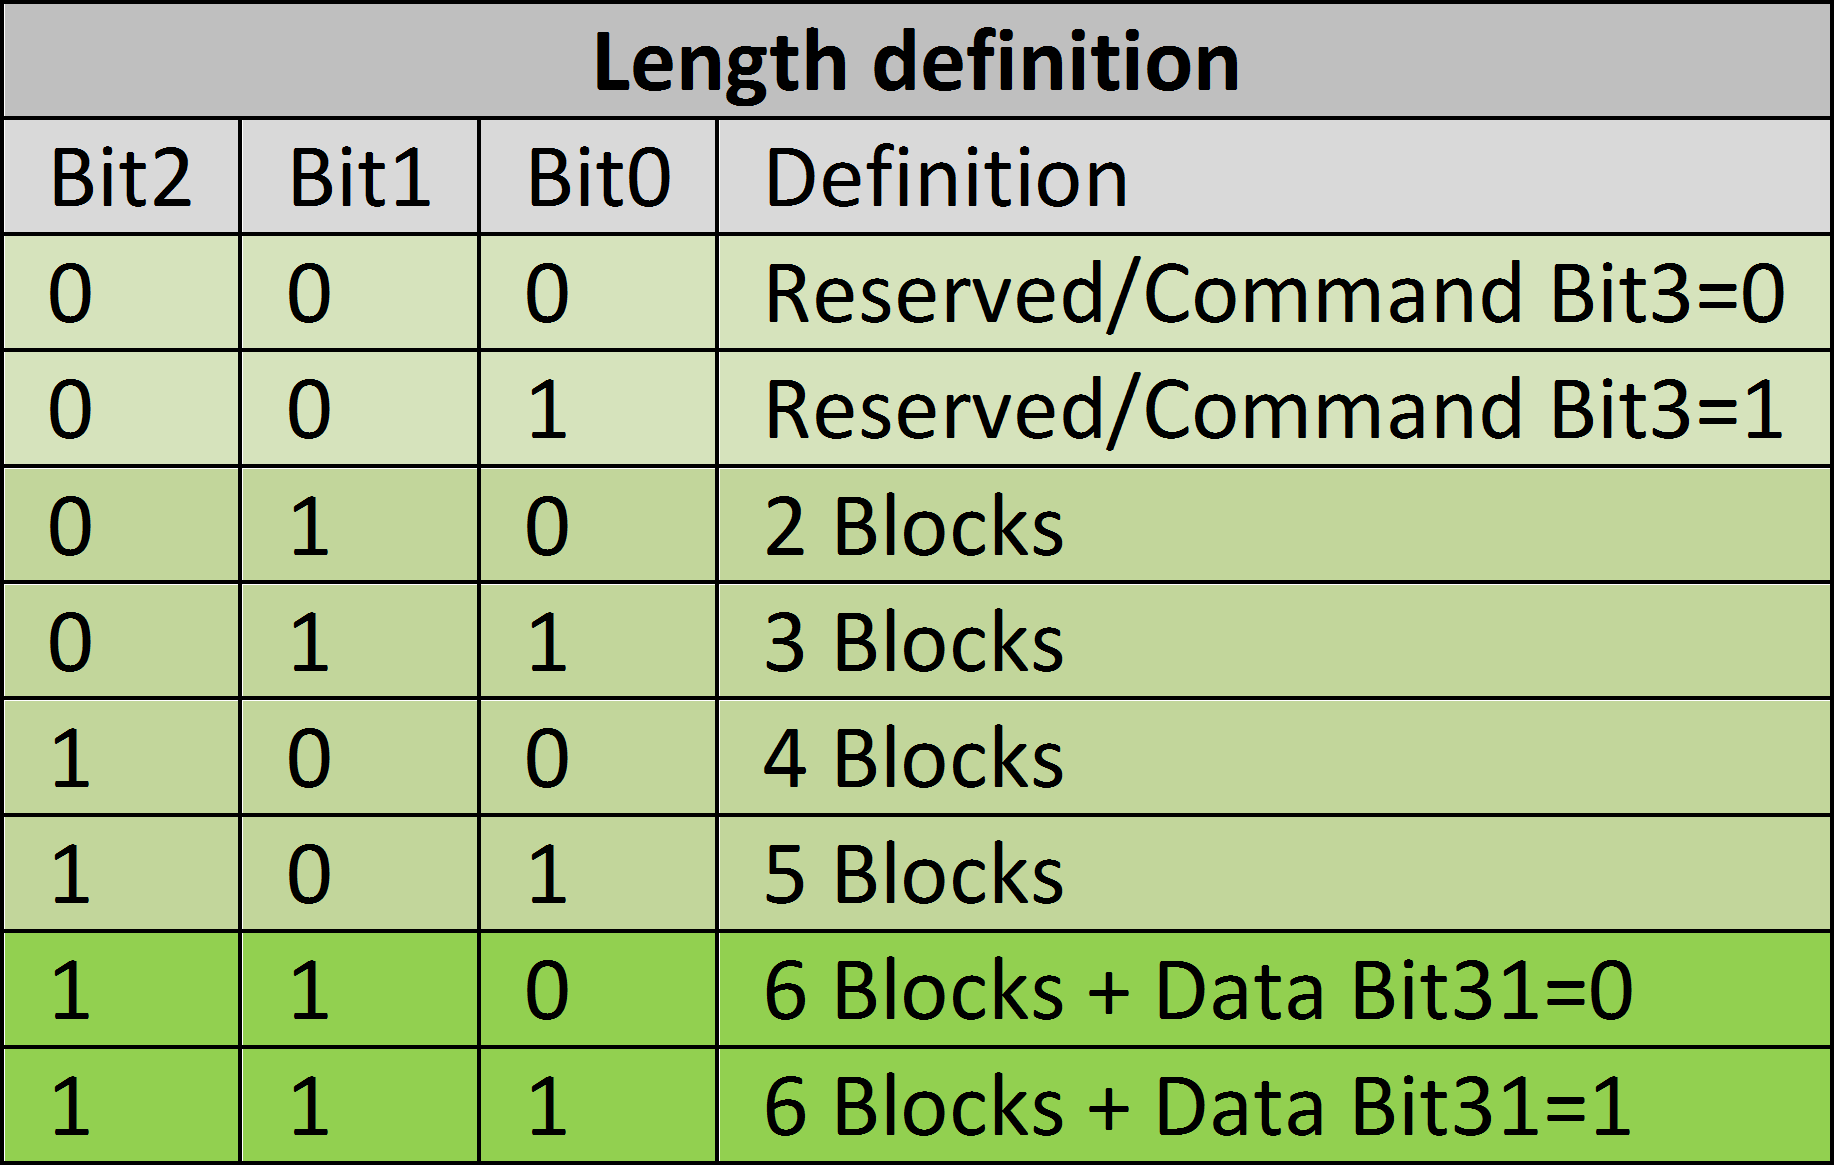 Length definition
Bit2 Bit1 Bit0 Definition
0 0 0 Reserved/Command Bit3=0
0 0 1 Reserved/Command Bit3=1
0 1 0 2 Blocks
0 1 1 3 Blocks
1 0 0 4 Blocks
1 0 1 5 Blocks
1 1 0 6 Blocks + Data Bit31=0
1 1 1 6 Blocks + Data Bit31=1